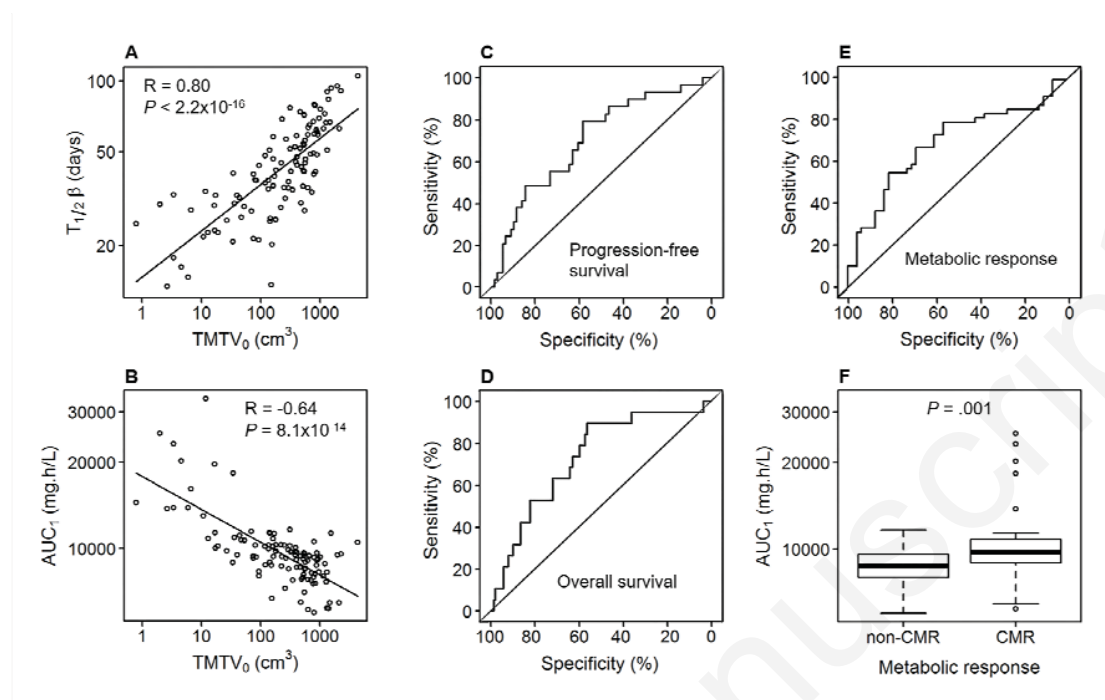 A
R = 0.80
P < 2.2x10-16
100
50
20
T1/2 β (days)
1 10 100 1000
TMTV0 (cm3)
C
100
80
60
40
20
0
Sensitivity (%)
Progression-free
survival
100 80 60 40 20 0
Specificity (%)
E
100
80
60
40
20
0
Sensitivity (%)
Metabolic response
100 80 60 40 20 0
Specificity (%)
B
R = -0.64
P = 8.1x10 14
30000
20000
10000
AUC1 (mg.h/L)
1 10 100 1000
TMTV0 (cm3)
D
100
80
60
40
20
0
Sensitivity (%)
Overall survival
100 80 60 40 20 0
Specificity (%)
F
P = .001
30000
20000
10000
AUC1 (mg.h/L)
non-CMR CMR
Metabolic response